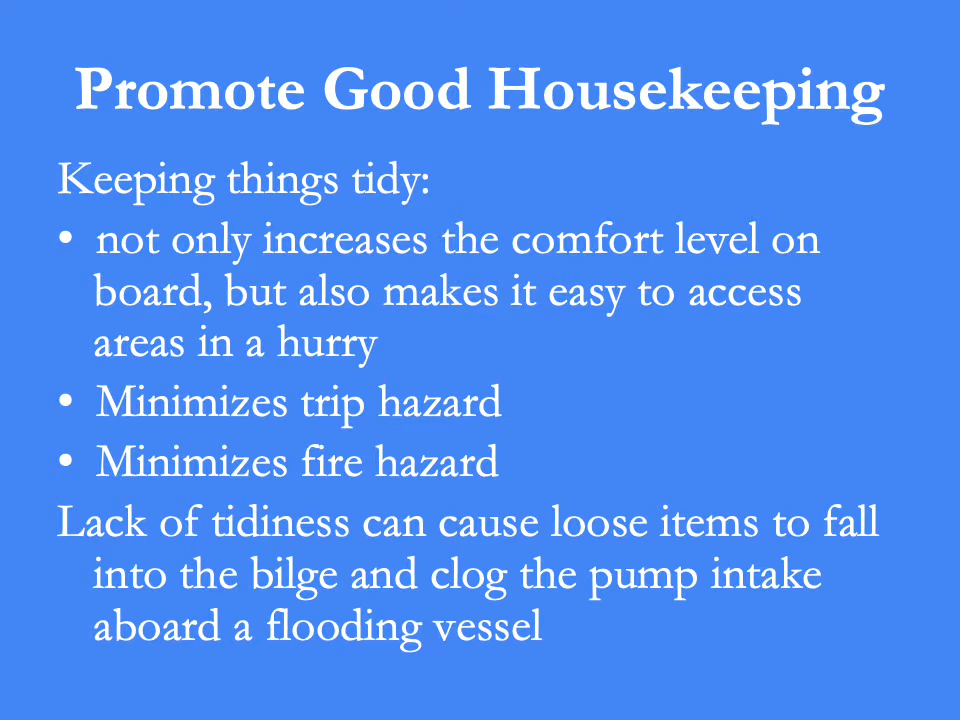 Promote Good Housekeeping
Keeping things tidy:
• not only increases the comfort level on
board, but also makes it easy to access
areas in a hurry
• Minimizes trip hazard
• Minimizes fire hazard
Lack of tidiness can cause loose items to fall
into the bilge and clog the pump intake
aboard a flooding vessel